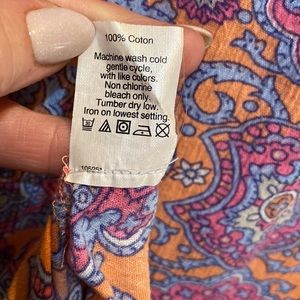 100% Coton
Machine wash cold
gentle cycle,
with like colors.
Non chlorine
bleach only.
Tumber dry low.
Iron on lowest setting.